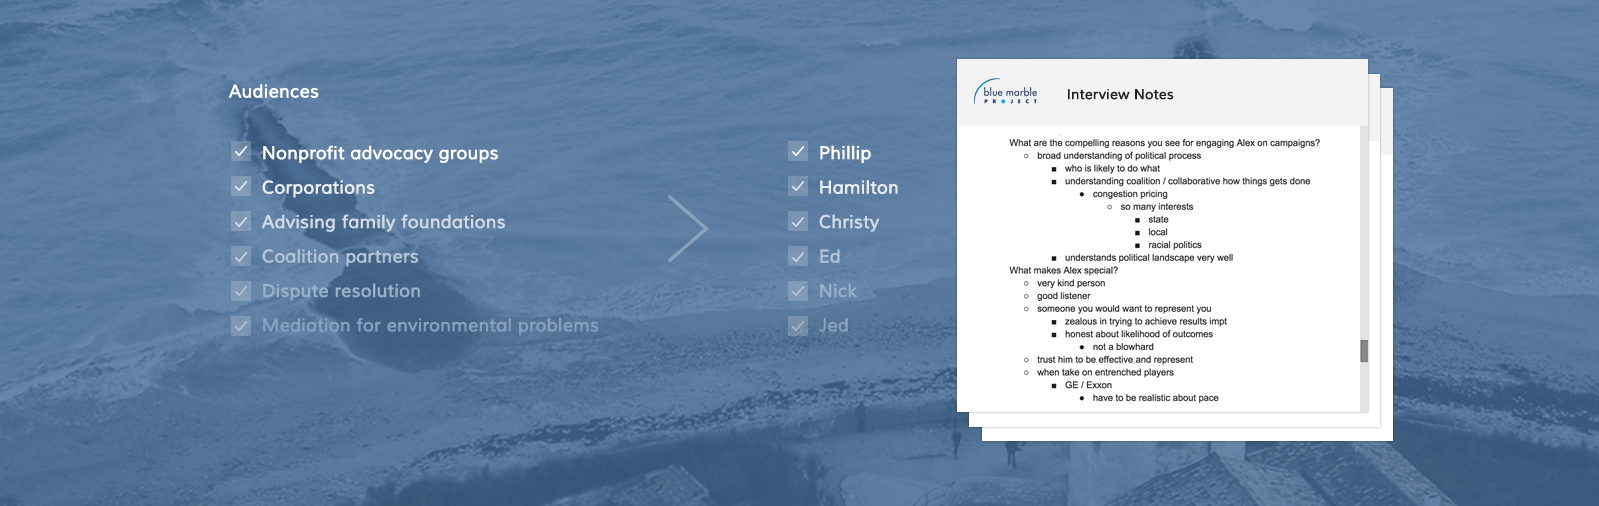 Audiences
Nonprofit advocacy groups
Corporations
Advising family foundations
Coalition partners
Dispute resolution
Mediation for environmental problems
Phillip
Hamilton
Christy
Ed
Nick
Jed
blue marble
PROJECT
Interview Notes
What are the compelling reasons you see for engaging Alex on campaigns?
broad understanding of political process
who is likely to do what
understanding coalition / collaborative how things gets done
congestion pricing
so many interests
state
local
racial politics
understands political landscape very well
What makes Alex special?
very kind person
good listener
someone you would want to represent you
zealous in trying to achieve results impt
honest about likelihood of outcomes
not a blowhard
trust him to be effective and represent
when take on entrenched players
GE / Exxon
have to be realistic about pace